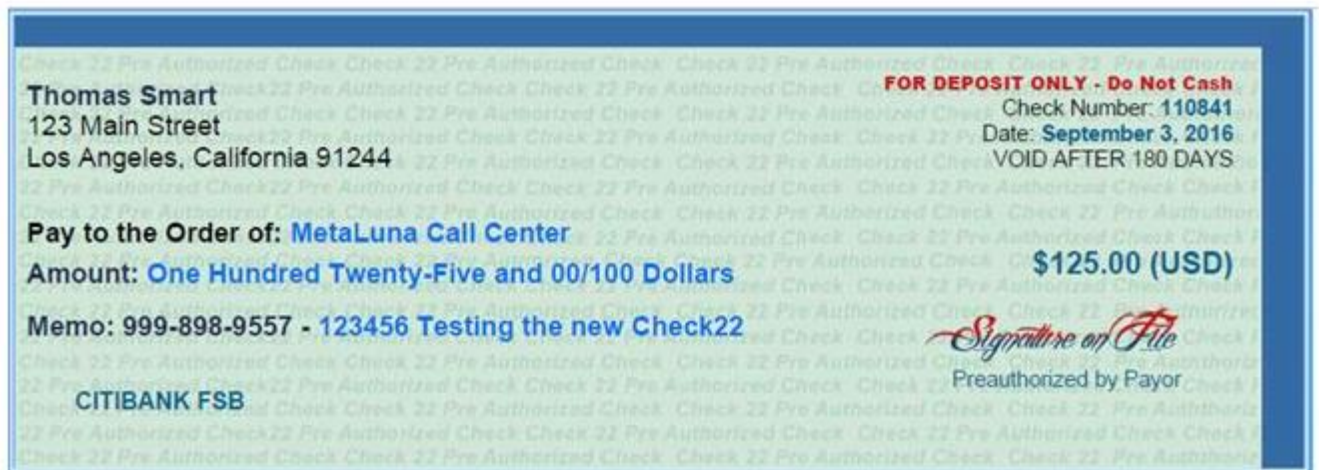 Thomas Smart
123 Main Street
Los Angeles, California 91244
FOR DEPOSIT ONLY - Do Not Cash
Check Number: 110841
Date: September 3, 2016
VOID AFTER 180 DAYS
Pay to the Order of: MetaLuna Call Center
Amount: One Hundred Twenty-Five and 00/100 Dollars
$125.00 (USD)
Memo: 999-898-9557 - 123456 Testing the new Check22
Signature on File
Preauthorized by Payor
CITIBANK FSB